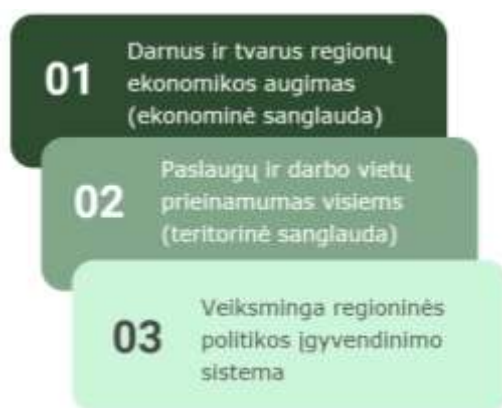 01
Darnus ir tvarus regionų
ekonomikos augimas
(ekonominė sanglauda)
02
Paslaugų ir darbo vietų
prieinamumas visiems
(teritorinė sanglauda)
03
Veiksminga regioninės
politikos įgyvendinimo
sistema